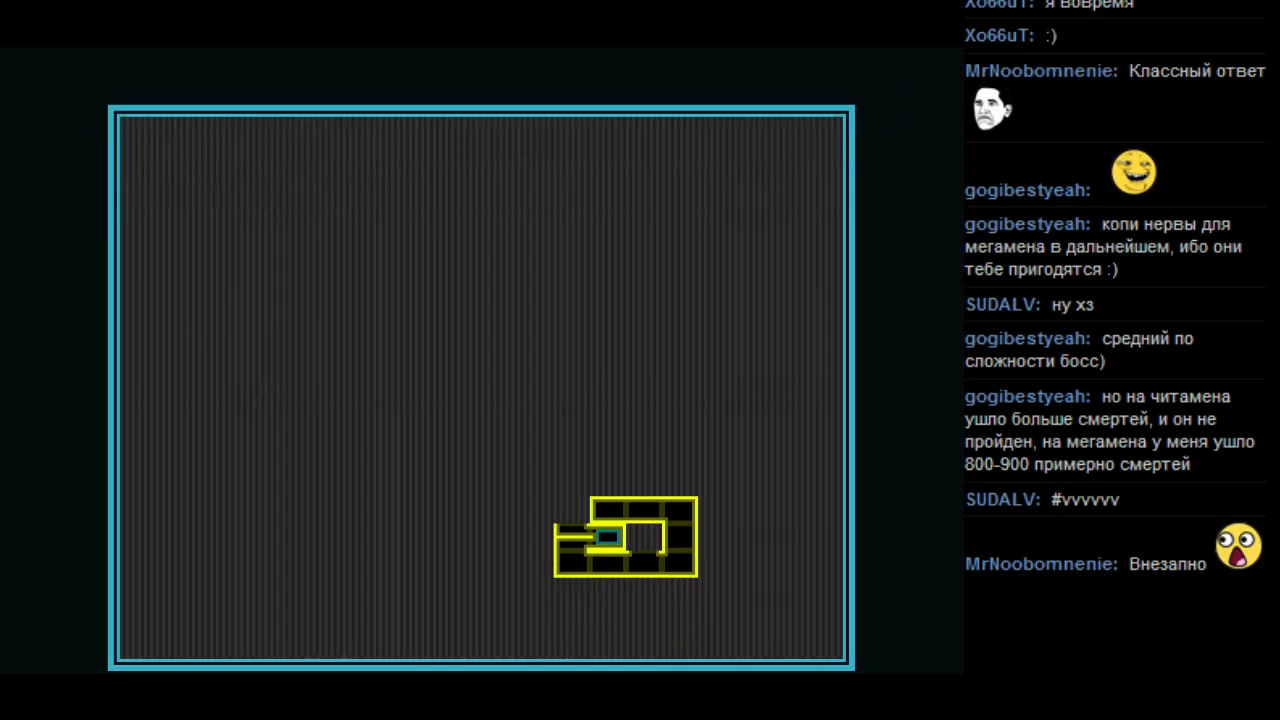 Xo66uT: я вовремя
Xo66uT: :)
MrNoobomnenie: Классный ответ
gogibestyeah:
gogibestyeah: копи нервы для
мегамена в дальнейшем, ибо они
тебе пригодятся :)
SUDALV: ну хз
gogibestyeah: средний по
сложности босс)
gogibestyeah: но на читамена
ушло больше смертей, и он не
пройден, на мегамена у меня ушло
800-900 примерно смертей
SUDALV: #vvvvvv
MrNoobomnenie: Внезапно